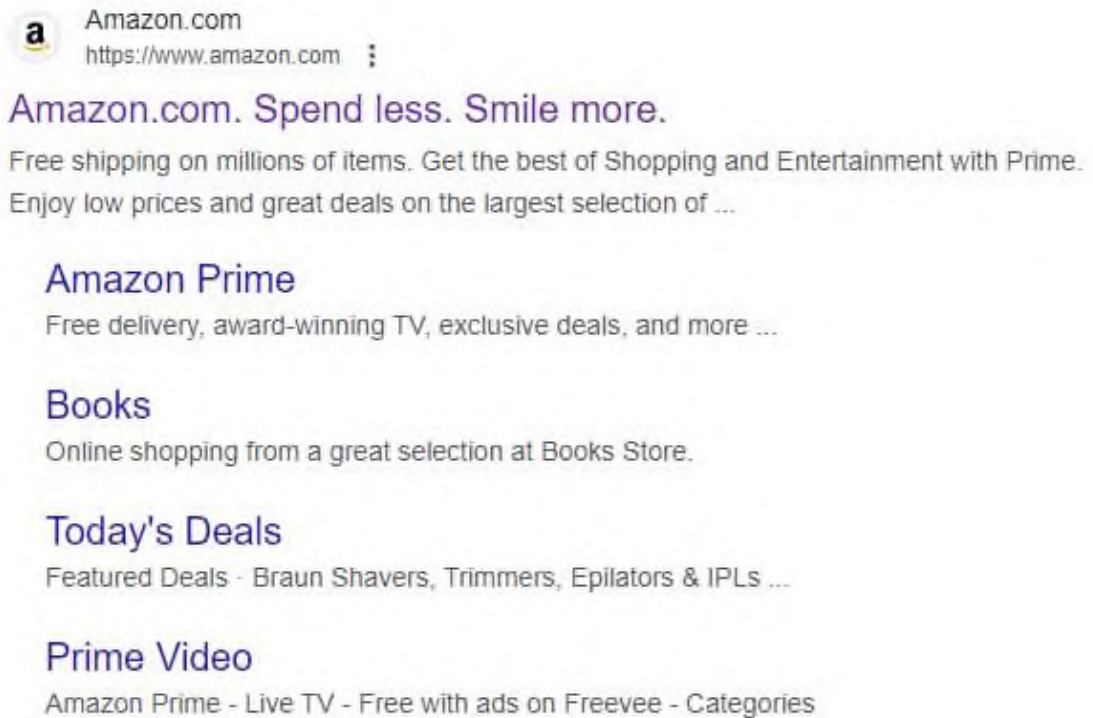 a
Amazon.com
https://www.amazon.com
Amazon.com. Spend less. Smile more.
Free shipping on millions of items. Get the best of Shopping and Entertainment with Prime.
Enjoy low prices and great deals on the largest selection of ...
Amazon Prime
Free delivery, award-winning TV, exclusive deals, and more ...
Books
Online shopping from a great selection at Books Store.
Today's Deals
Featured Deals · Braun Shavers, Trimmers, Epilators & IPLs ...
Prime Video
Amazon Prime - Live TV - Free with ads on Freevee - Categories